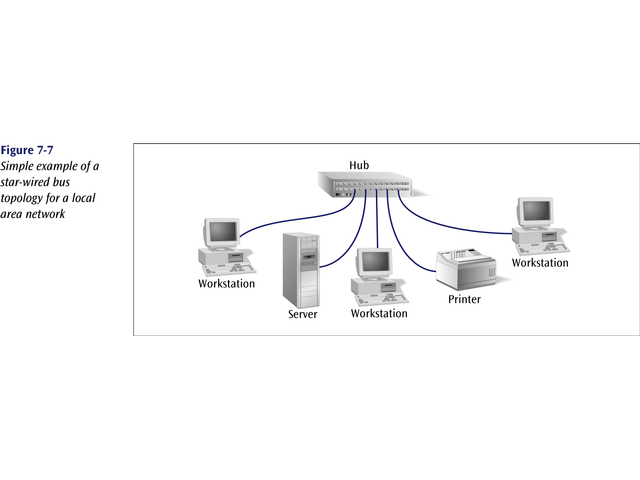 Figure 7-7
Simple example of a
star-wired bus
topology for a local
area network
Hub
Workstation
Server
Workstation
Printer
Workstation